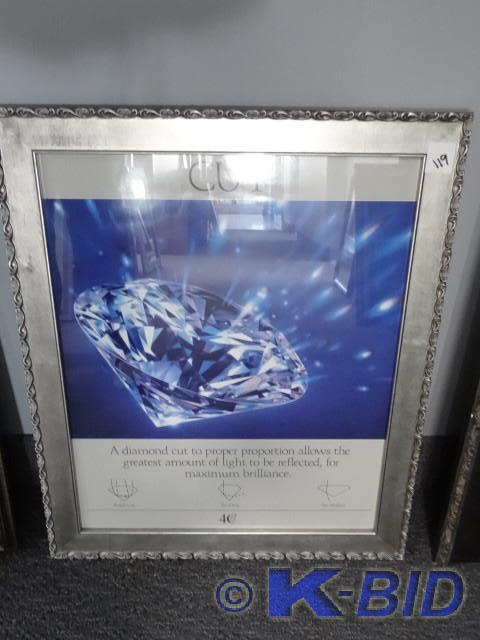 CUT
119
A diamond cut to proper proportion allows the
greatest amount of light to be reflected, for
maximum brilliance.
4C
© K-BID